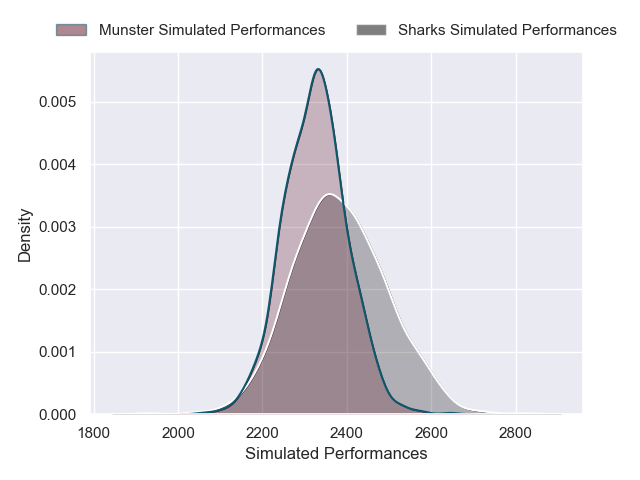 Munster Simulated Performances Sharks Simulated Performances
0.005
0.004
0.003
0.002
0.001
0.000
Density
1800 2000 2200 2400 2600 2800
Simulated Performances